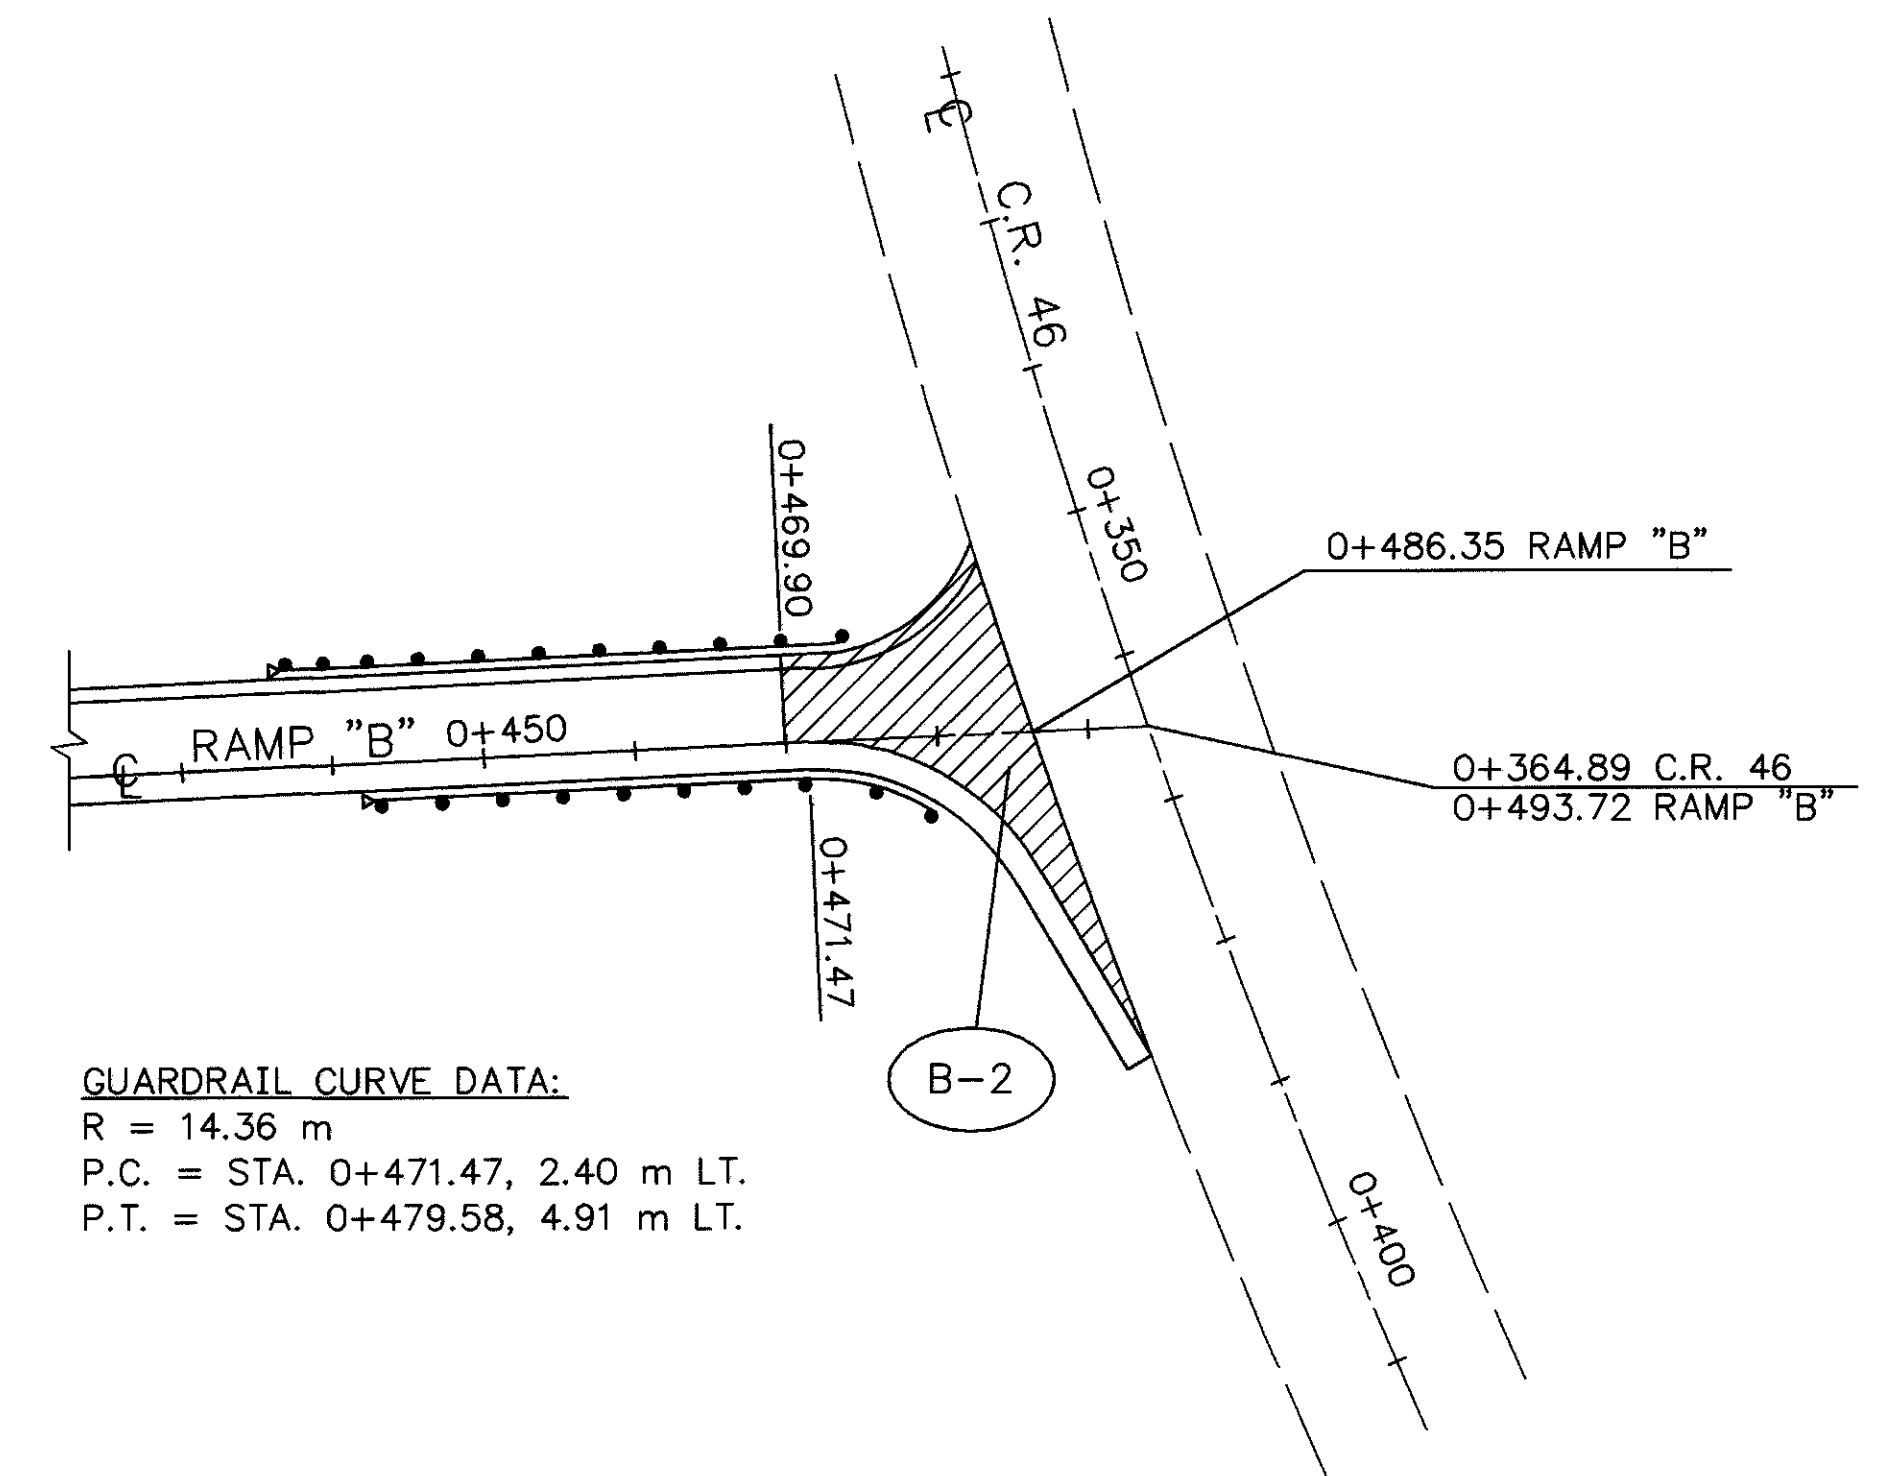 ℄
C.R. 46
0+350
0+469.90
0+486.35 RAMP "B"
RAMP "B" 0+450
℄
0+364.89 C.R. 46
0+493.72 RAMP "B"
0+471.47
B-2
0+400
GUARDRAIL CURVE DATA:
R = 14.36 m
P.C. = STA. 0+471.47, 2.40 m LT.
P.T. = STA. 0+479.58, 4.91 m LT.